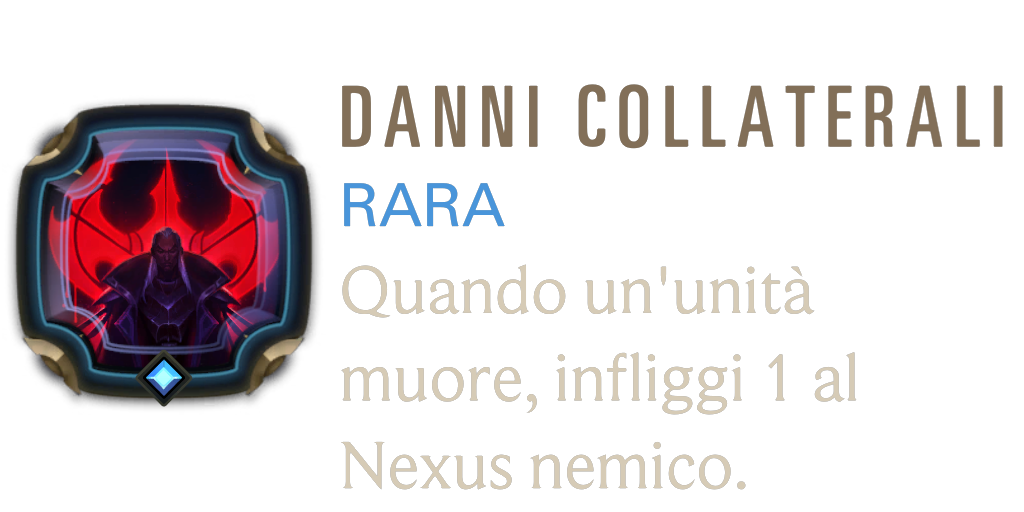 DANNI COLLATERALI
RARA
Quando un'unità
muore, infliggi 1 al
Nexus nemico.